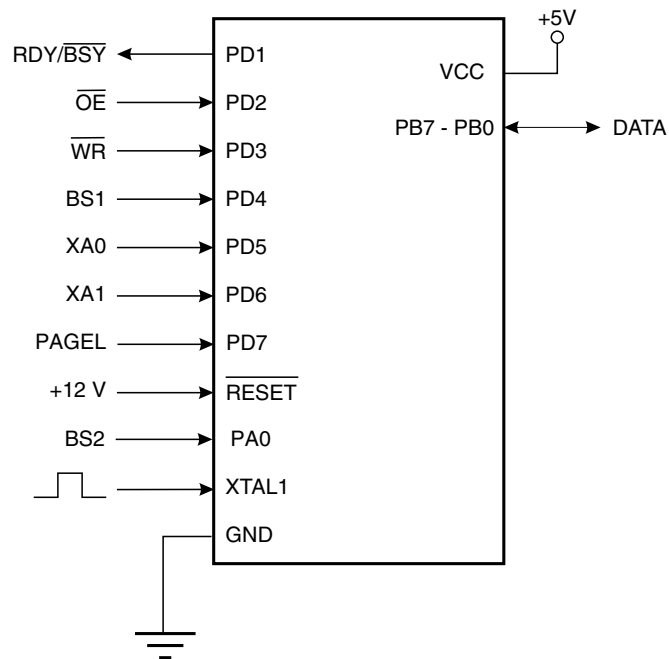 +5V
RDY/BSY PD1
VCC
OE PD2
PB7 - PB0 DATA
WR PD3
BS1 PD4
XA0 PD5
XA1 PD6
PAGEL PD7
+12 V RESET
BS2 PA0
XTAL1
GND